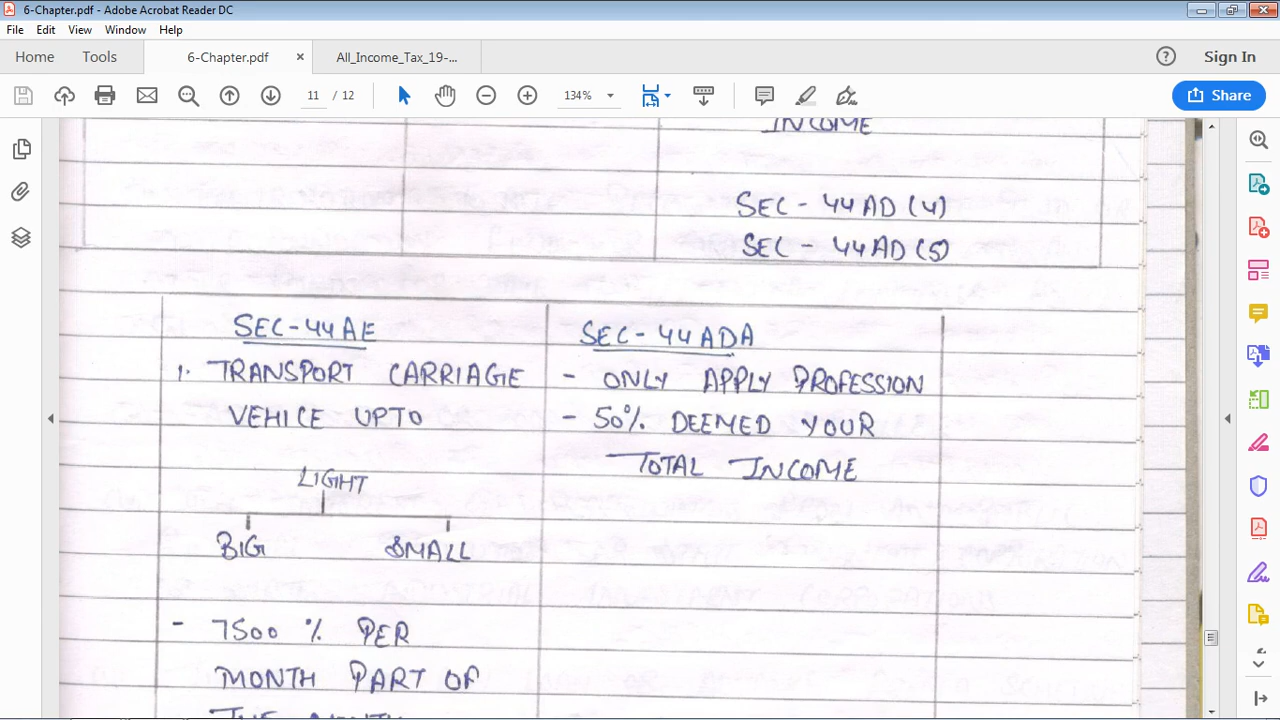 6-Chapter.pdf - Adobe Acrobat Reader DC
File Edit View Window Help
Home Tools 6-Chapter.pdf × All_Income_Tax_19-... ? Sign In
11 / 12 134% Share
INCOME
SEC - 44AD (4)
SEC - 44AD (5)
SEC-44AE
1. TRANSPORT CARRIAGE
VEHICE UPTO
LIGHT
BIG SMALL
- 7500 % PER
MONTH PART OF
THE MONTH
SEC - 44ADA
- ONLY APPLY PROFESSION
- 50% DEEMED YOUR
TOTAL INCOME